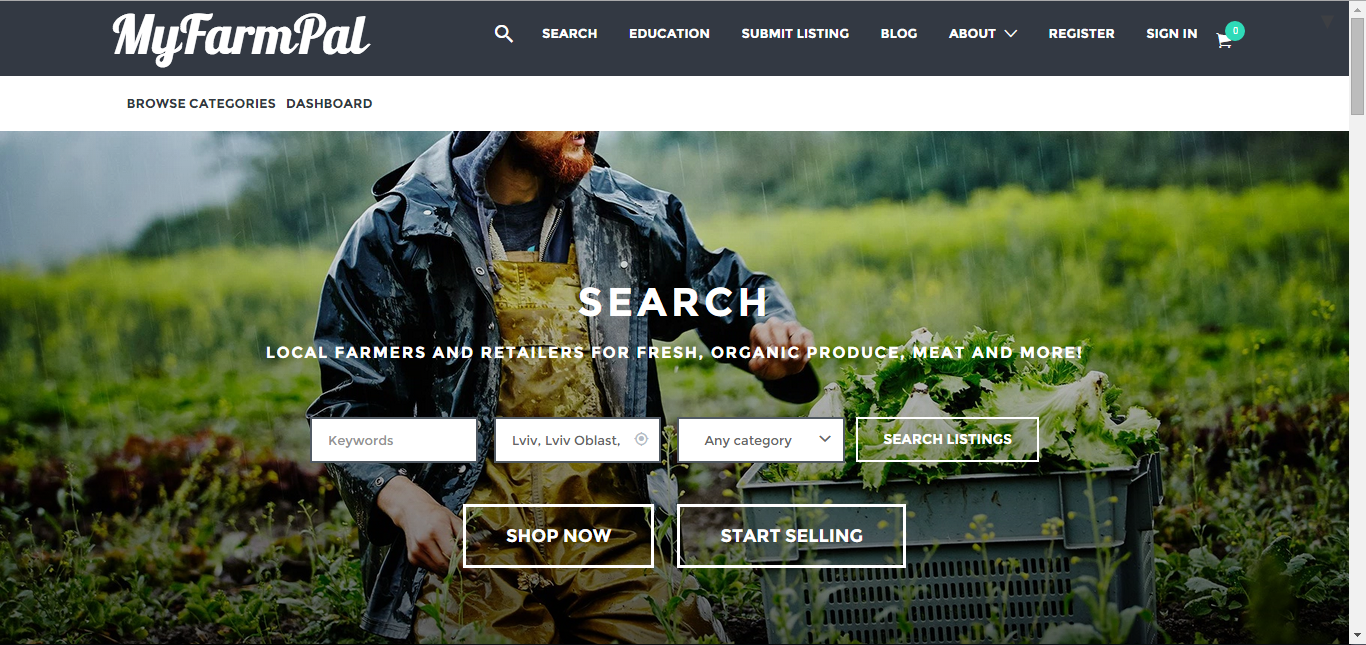 MyFarmPal
SEARCH EDUCATION SUBMIT LISTING BLOG ABOUT REGISTER SIGN IN 0
BROWSE CATEGORIES DASHBOARD
SEARCH
LOCAL FARMERS AND RETAILERS FOR FRESH, ORGANIC PRODUCE, MEAT AND MORE!
Keywords Lviv, Lviv Oblast, Any category SEARCH LISTINGS
SHOP NOW START SELLING